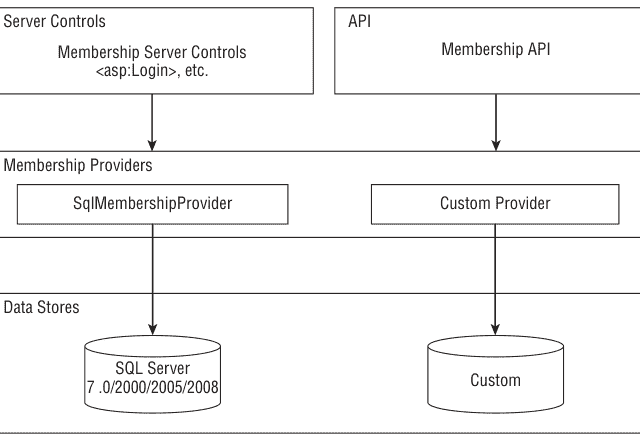 Server Controls
Membership Server Controls
<asp:Login>, etc.
API
Membership API
Membership Providers
SqlMembershipProvider
Custom Provider
Data Stores
SQL Server
7 .0/2000/2005/2008
Custom